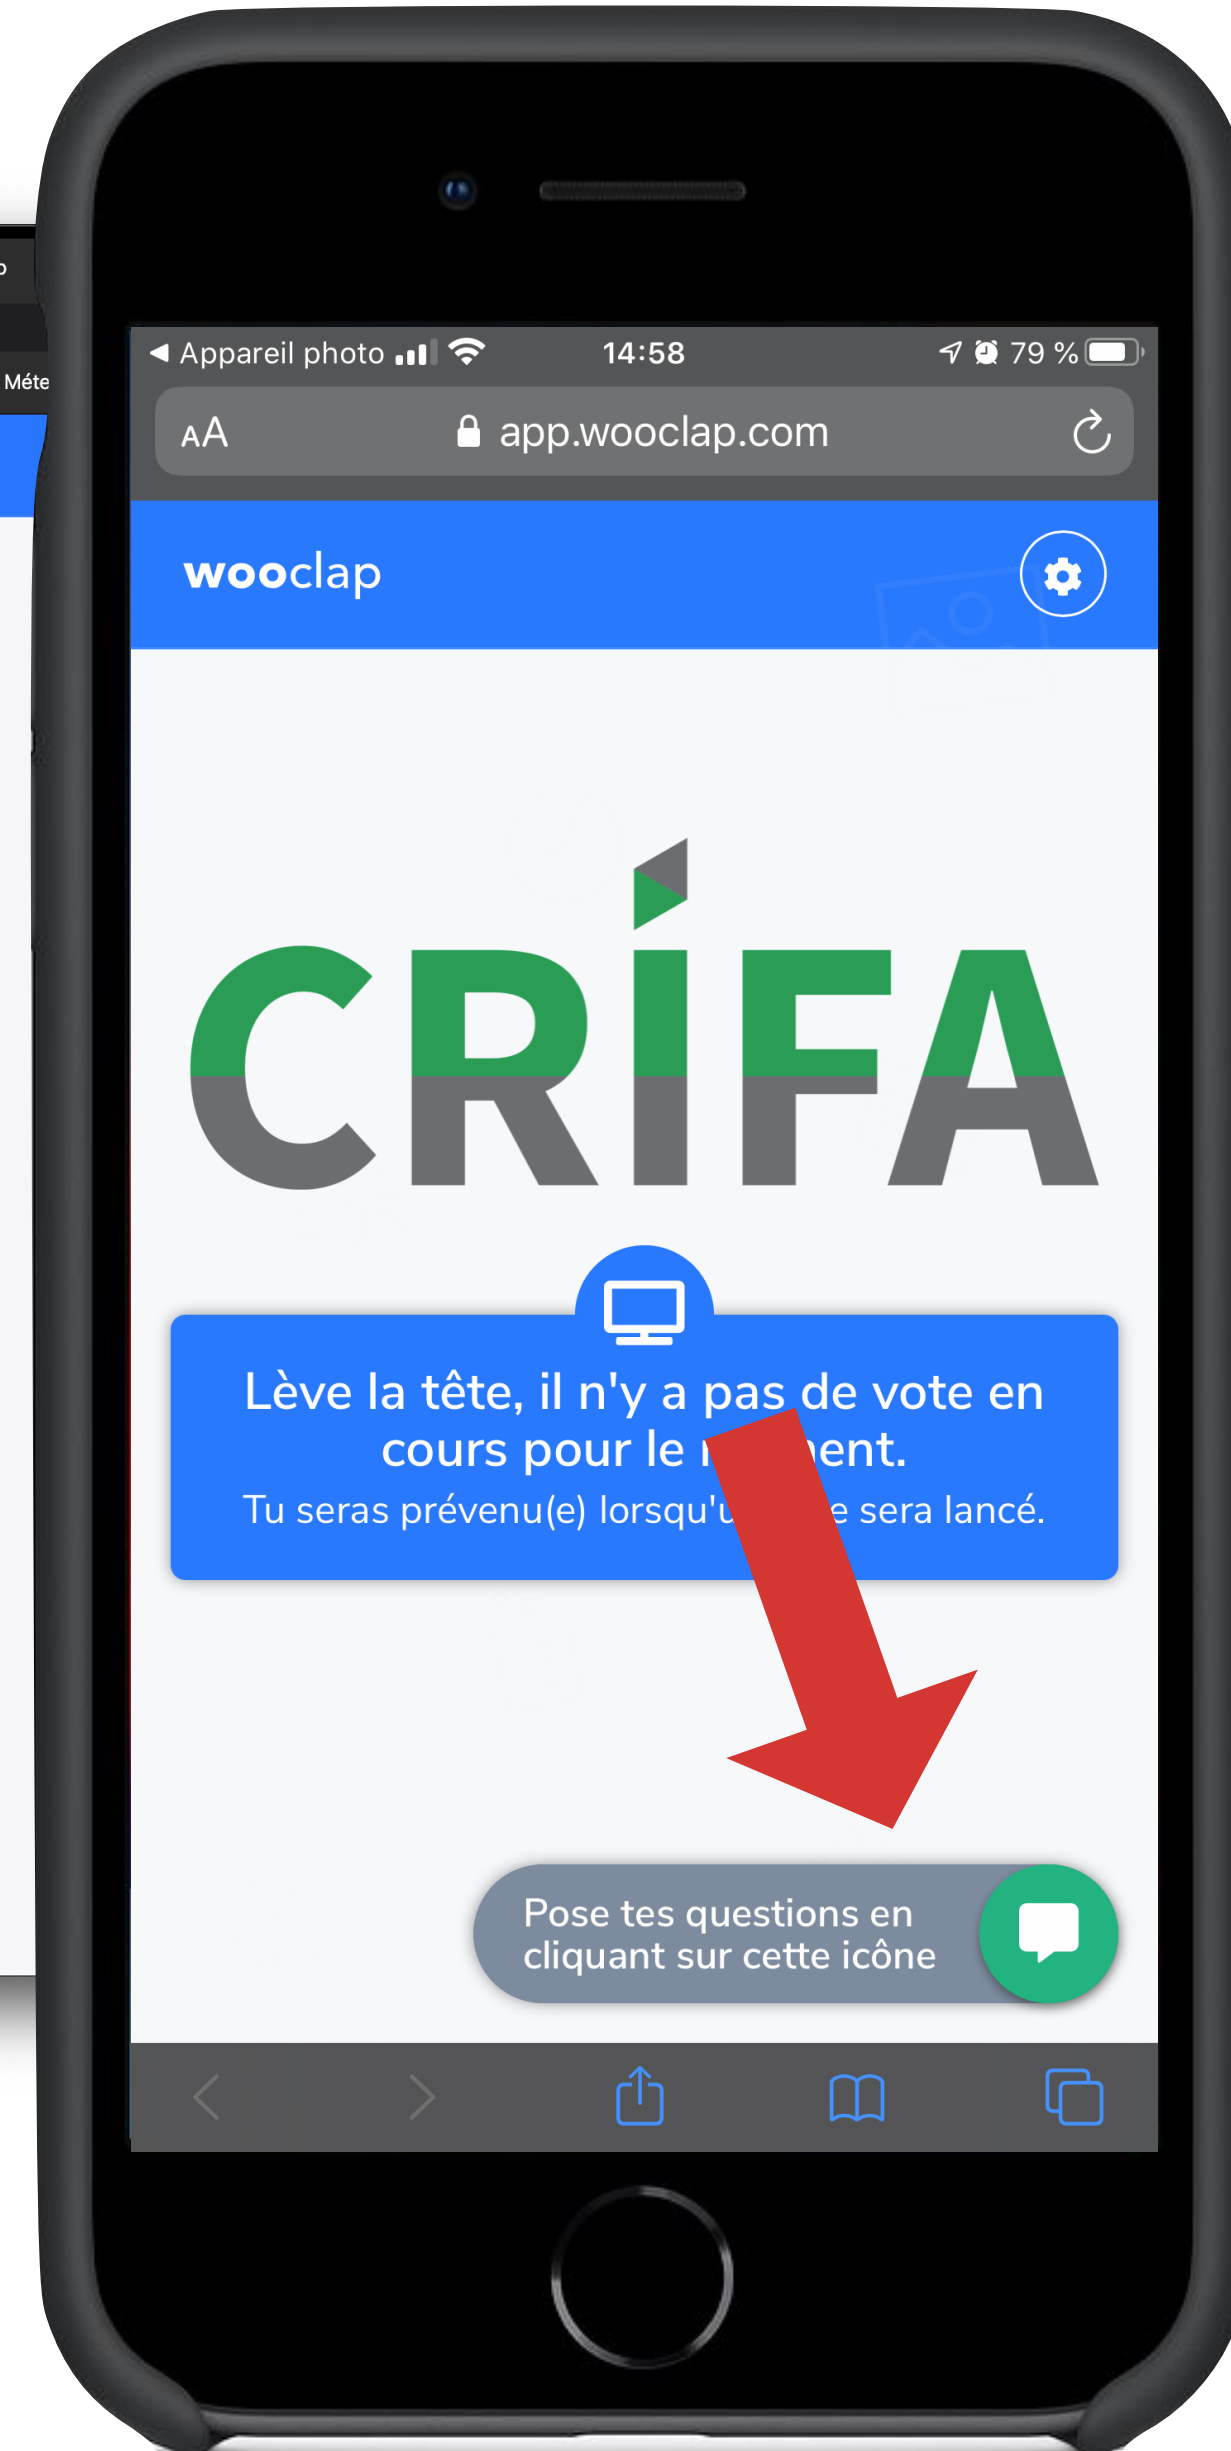 Méte
Appareil photo
14:58
79 %
AA
app.wooclap.com
wooclap
CRIFA
Lève la tête, il n'y a pas de vote en
cours pour le ent.
Tu seras prévenu(e) lorsqu'u e sera lancé.
Pose tes questions en
cliquant sur cette icône